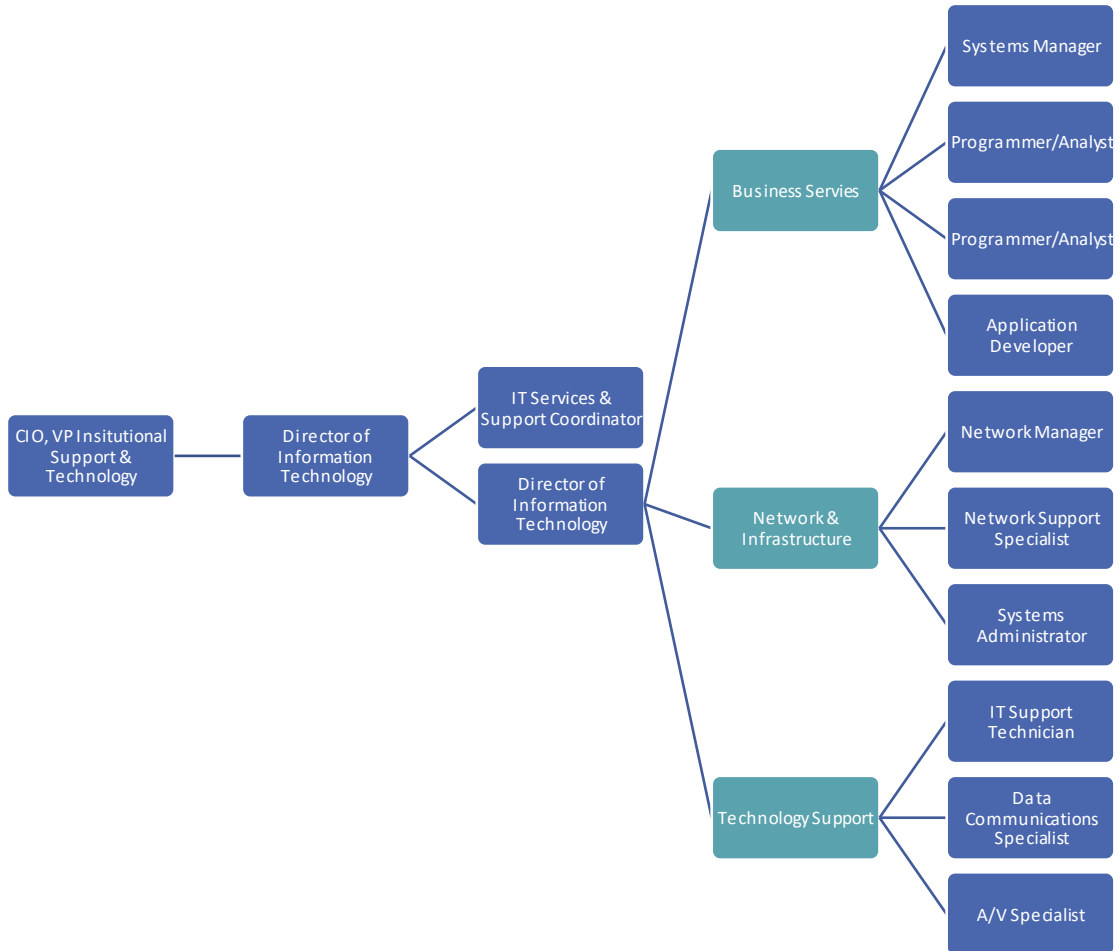 Systems Manager
Programmer/Analyst
Business Servies
Programmer/Analyst
Application
Developer
IT Services &
Support Coordinator
CIO, VP Insitutional
Support &
Technology
Director of
Information
Technology
Network Manager
Director of
Information
Technology
Network &
Infrastructure
Network Support
Specialist
Systems
Administrator
IT Support
Technician
Technology Support
Data
Communications
Specialist
A/V Specialist